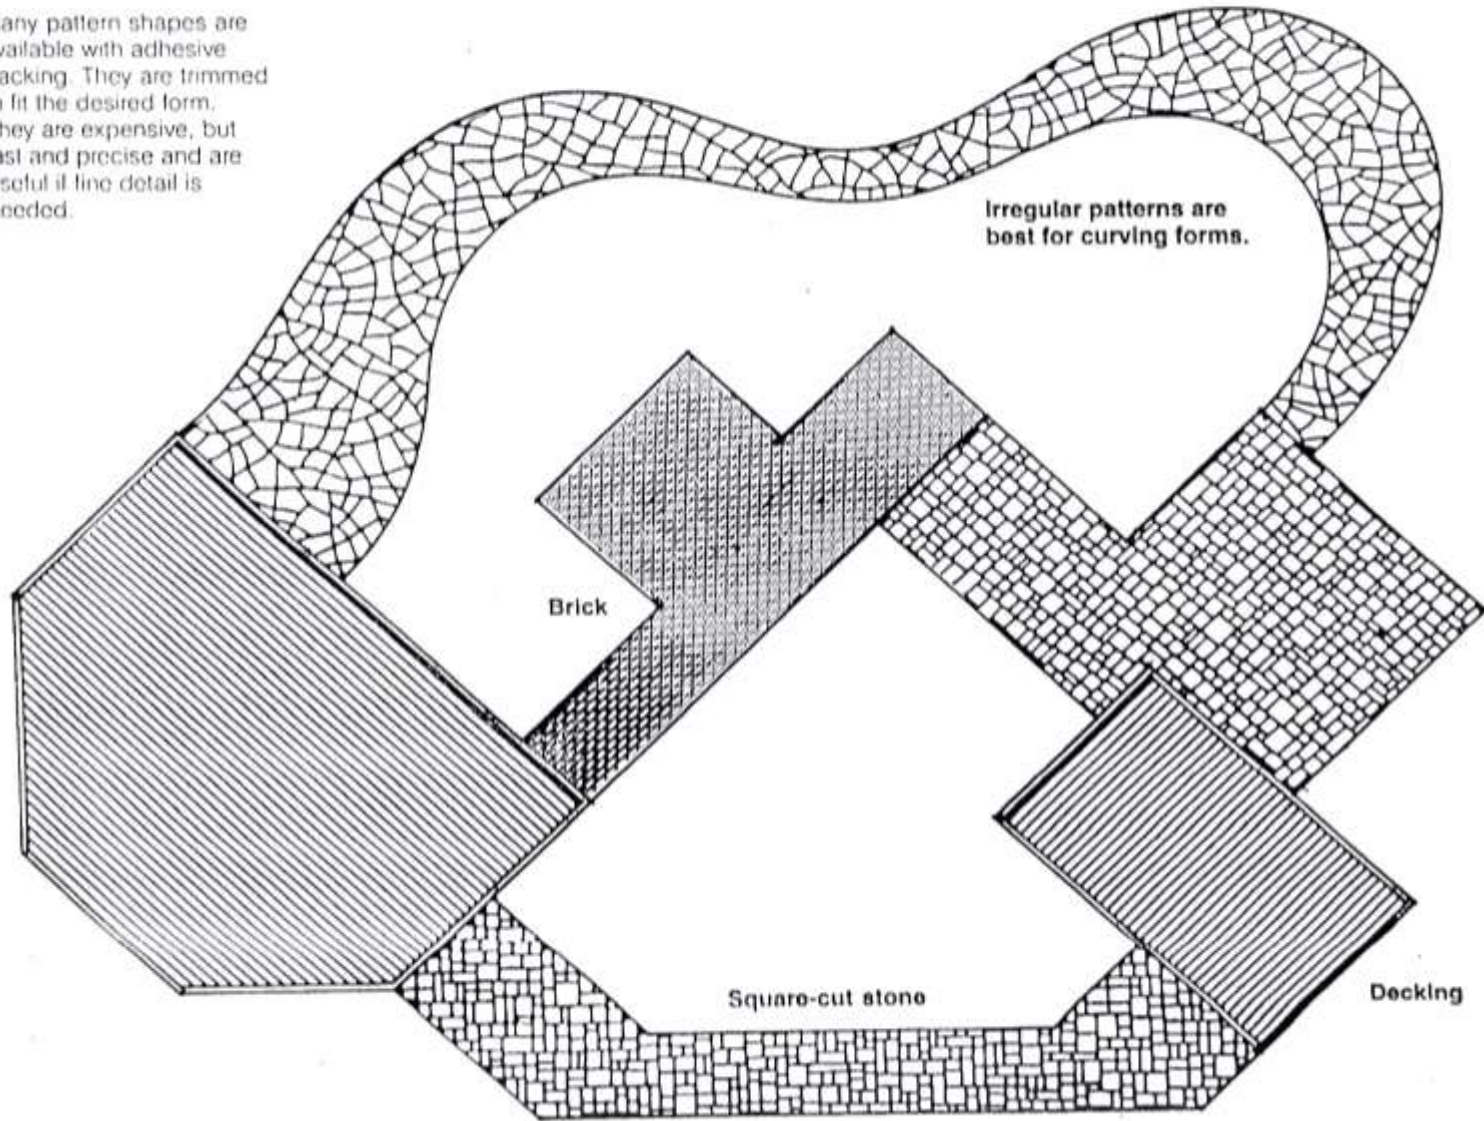 any pattern shapes are
vailable with adhesive
acking. They are trimmed
fit the desired form.
hey are expensive, but
ast and precise and are
seful if fine detail is
eeded.
Irregular patterns are
best for curving forms.
Brick
Square-cut stone
Decking